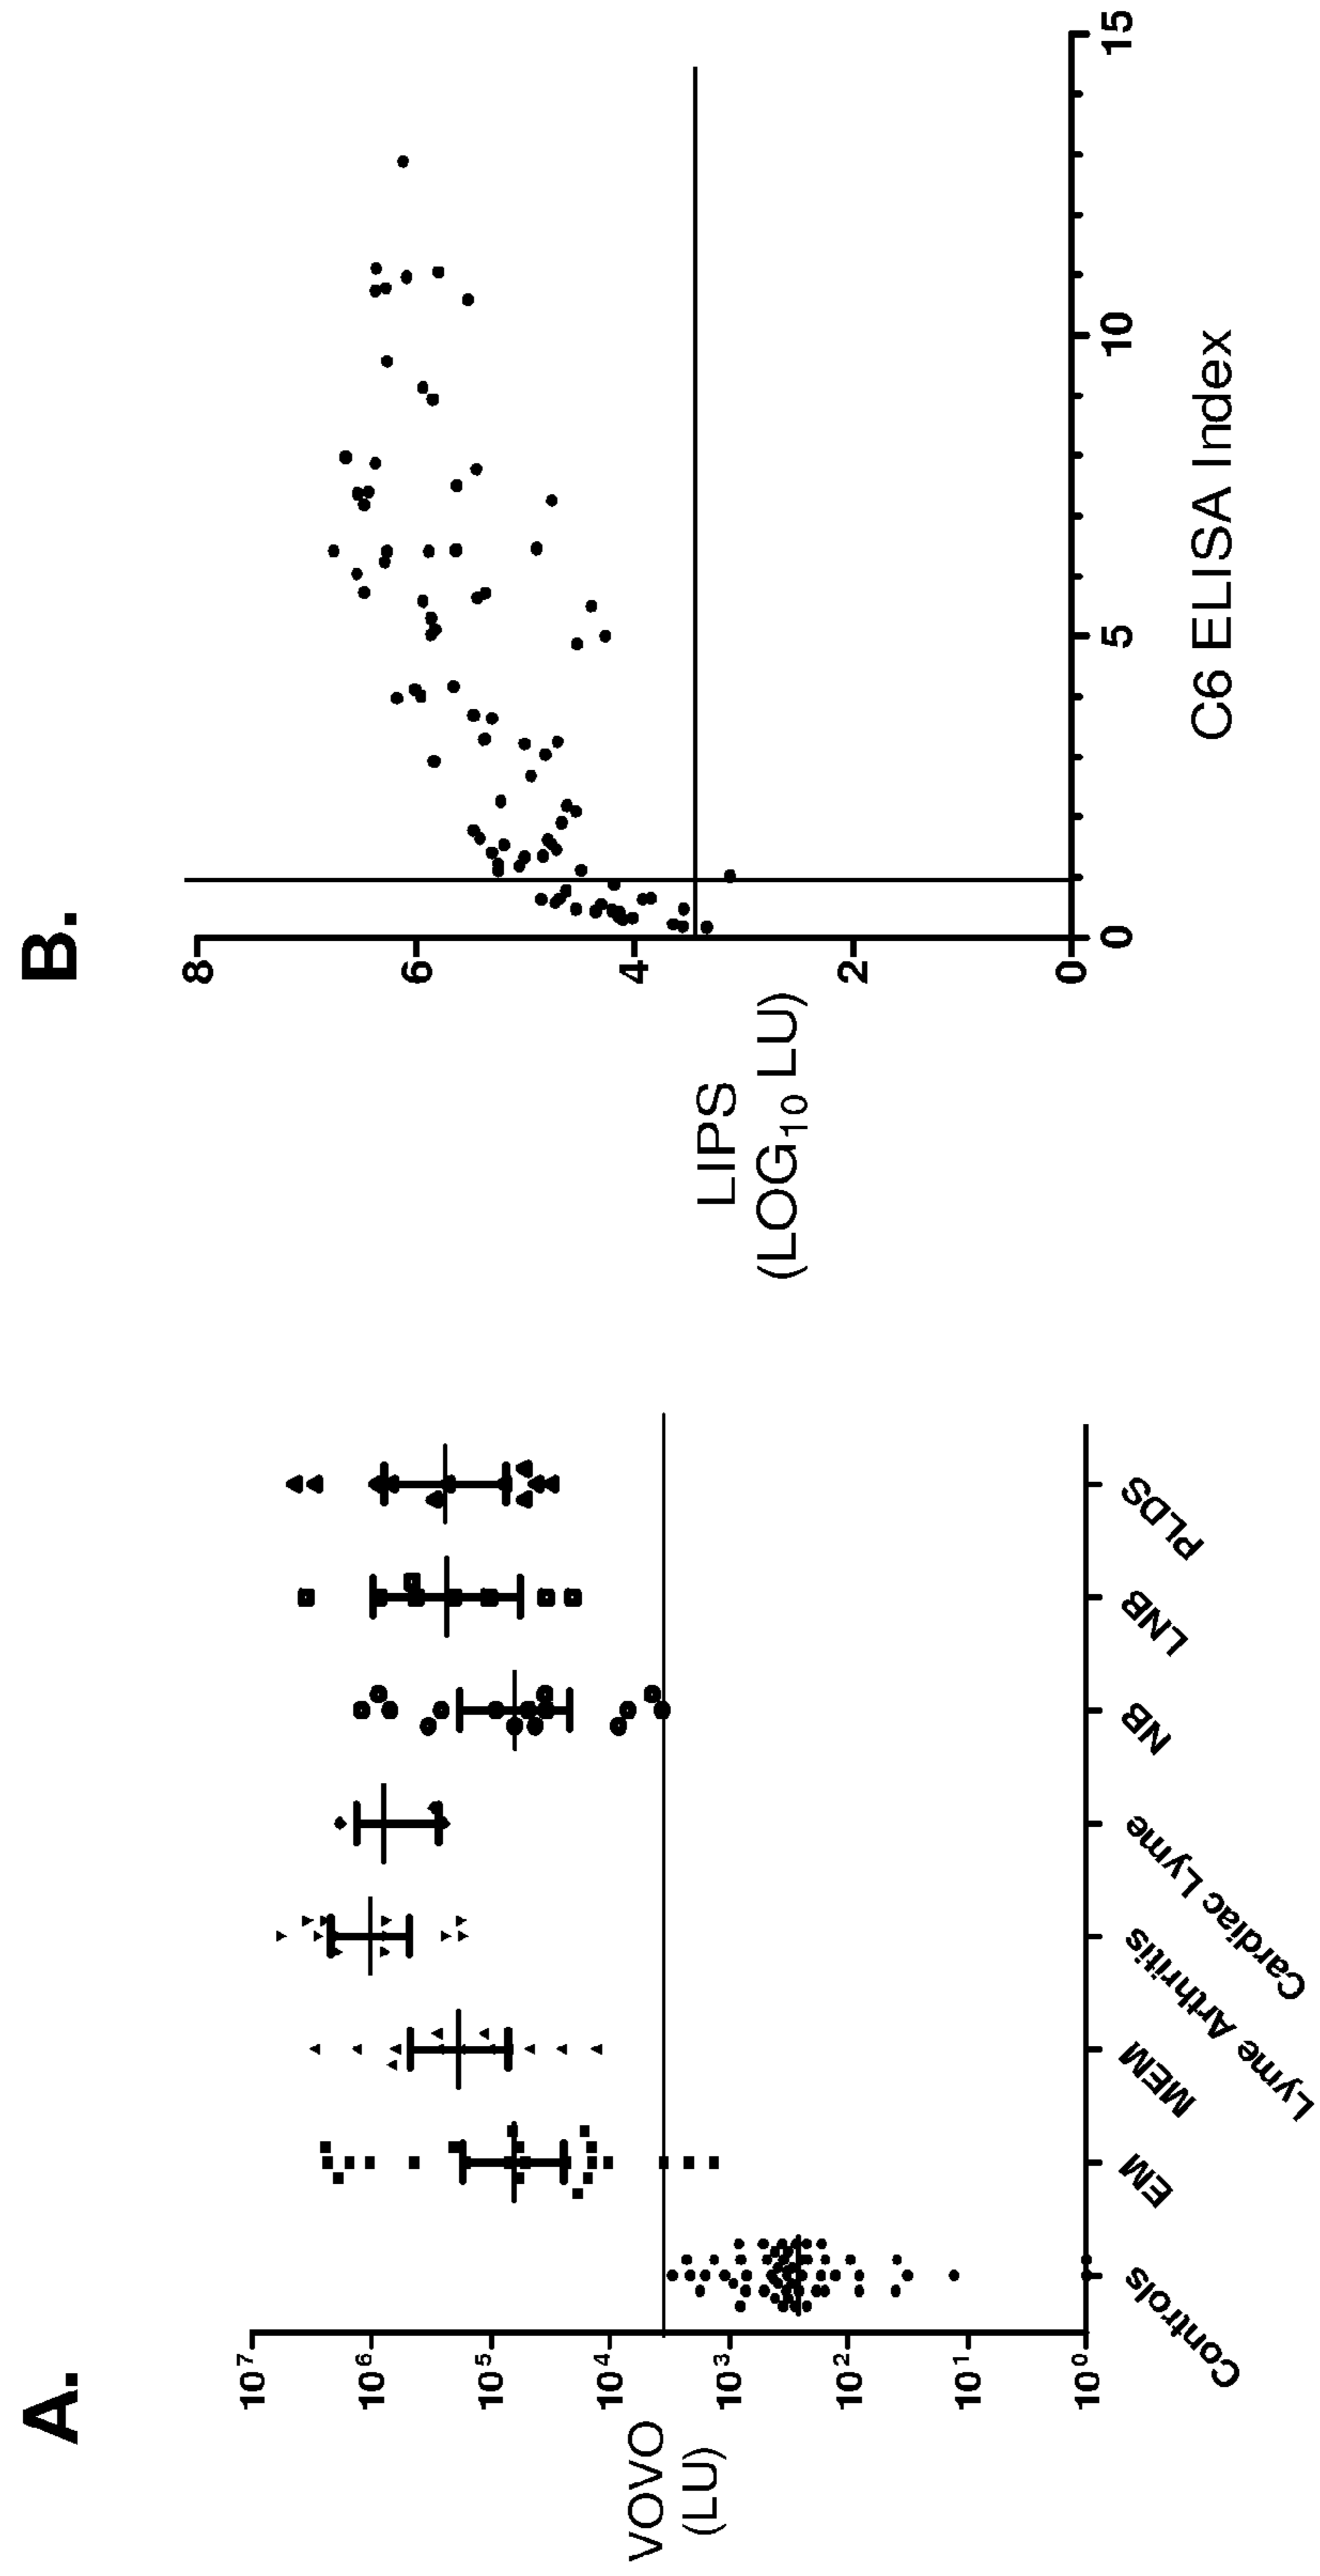 A.
VOVO
(LU)
10⁷
10⁶
10⁵
10⁴
10³
10²
10¹
10⁰
Controls
EM
MEM
Lyme Arthritis
Cardiac Lyme
NB
LNB
PLDS
B.
LIPS
(LOG₁₀ LU)
8
6
4
2
0
0
5
10
15
C6 ELISA Index